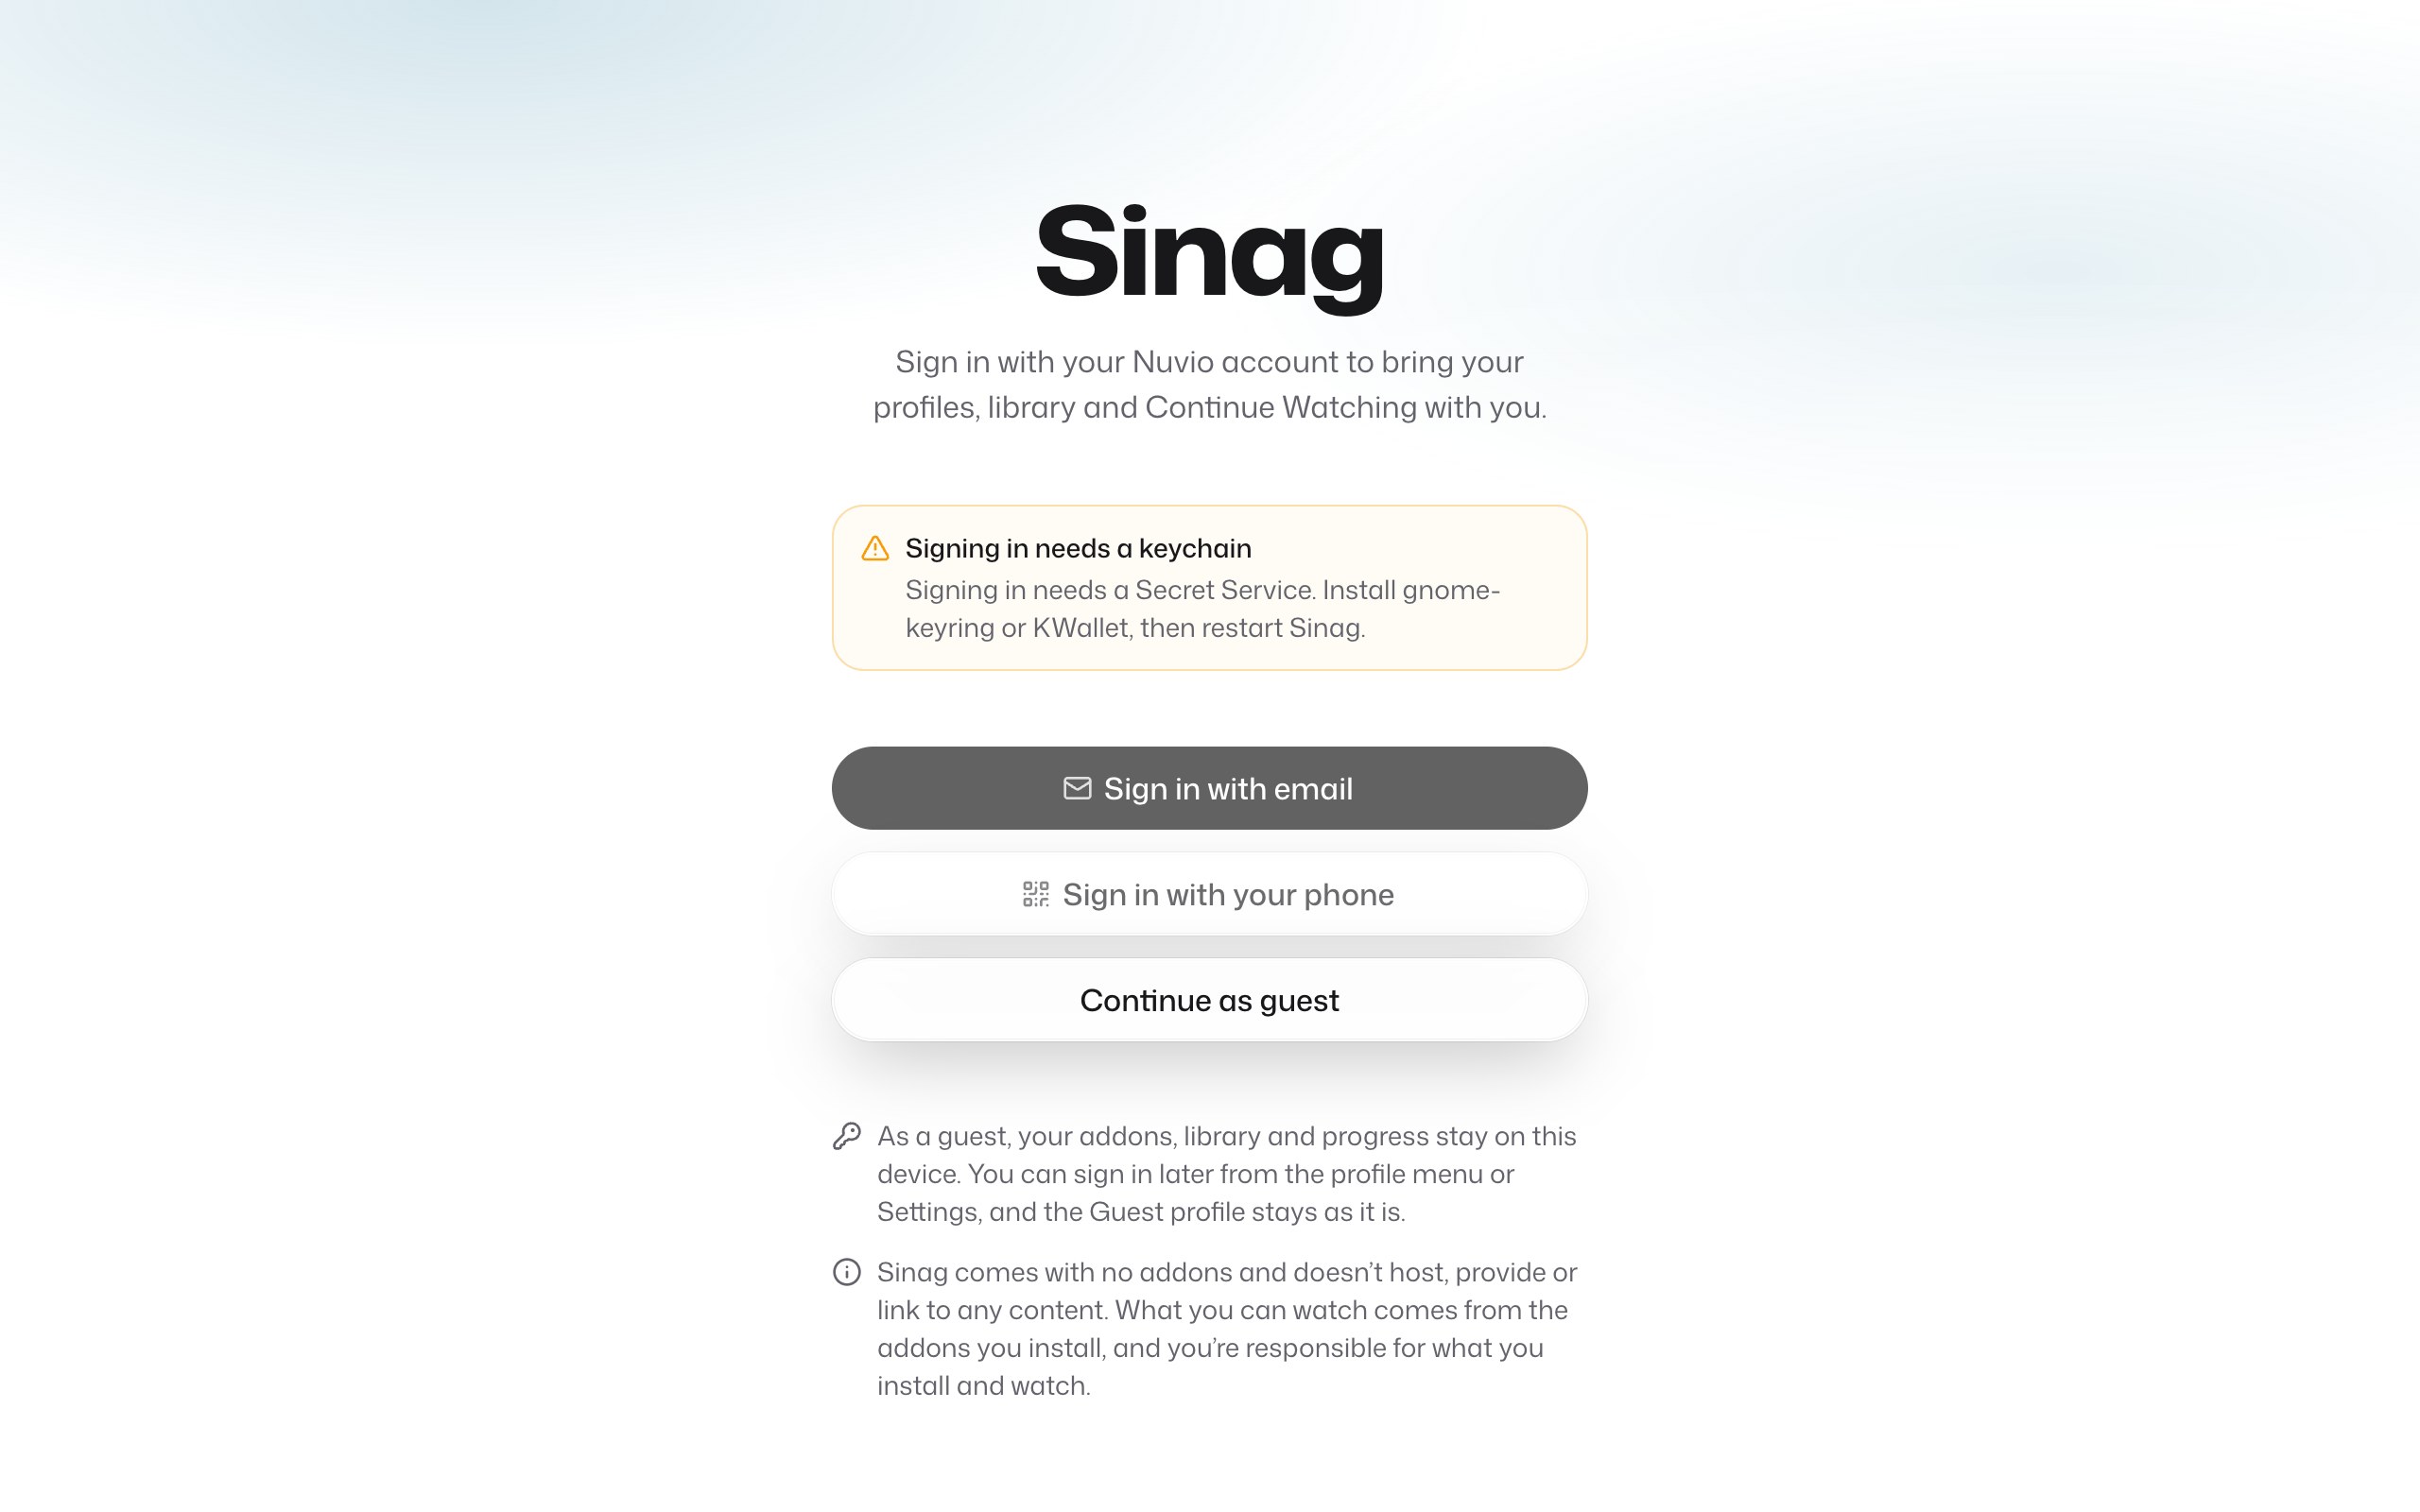 Sinag
Sign in with your Nuvio account to bring your
profiles, library and Continue Watching with you.
Signing in needs a keychain
Signing in needs a Secret Service. Install gnome-
keyring or KWallet, then restart Sinag.
Sign in with email
Sign in with your phone
Continue as guest
As a guest, your addons, library and progress stay on this
device. You can sign in later from the profile menu or
Settings, and the Guest profile stays as it is.
Sinag comes with no addons and doesn’t host, provide or
link to any content. What you can watch comes from the
addons you install, and you’re responsible for what you
install and watch.